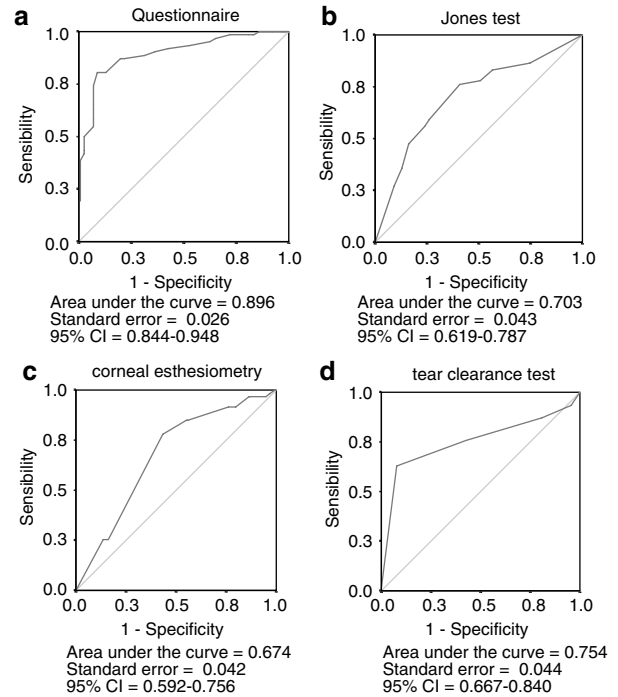 a
Questionnaire
1.0
0.8
0.5
0.3
0.0
Sensibility
0.0 0.3 0.5 0.8 1.0
1 - Specificity
Area under the curve = 0.896
Standard error = 0.026
95% CI = 0.844-0.948
b
Jones test
1.0
0.8
0.5
0.3
0.0
Sensibility
0.0 0.3 0.5 0.8 1.0
1 - Specificity
Area under the curve = 0.703
Standard error = 0.043
95% CI = 0.619-0.787
c
corneal esthesiometry
1.0
0.8
0.5
0.3
0.0
Sensibility
0.0 0.3 0.5 0.8 1.0
1 - Specificity
Area under the curve = 0.674
Standard error = 0.042
95% CI = 0.592-0.756
d
tear clearance test
1.0
0.8
0.5
0.3
0.0
Sensibility
0.0 0.3 0.5 0.8 1.0
1 - Specificity
Area under the curve = 0.754
Standard error = 0.044
95% CI = 0.667-0.840